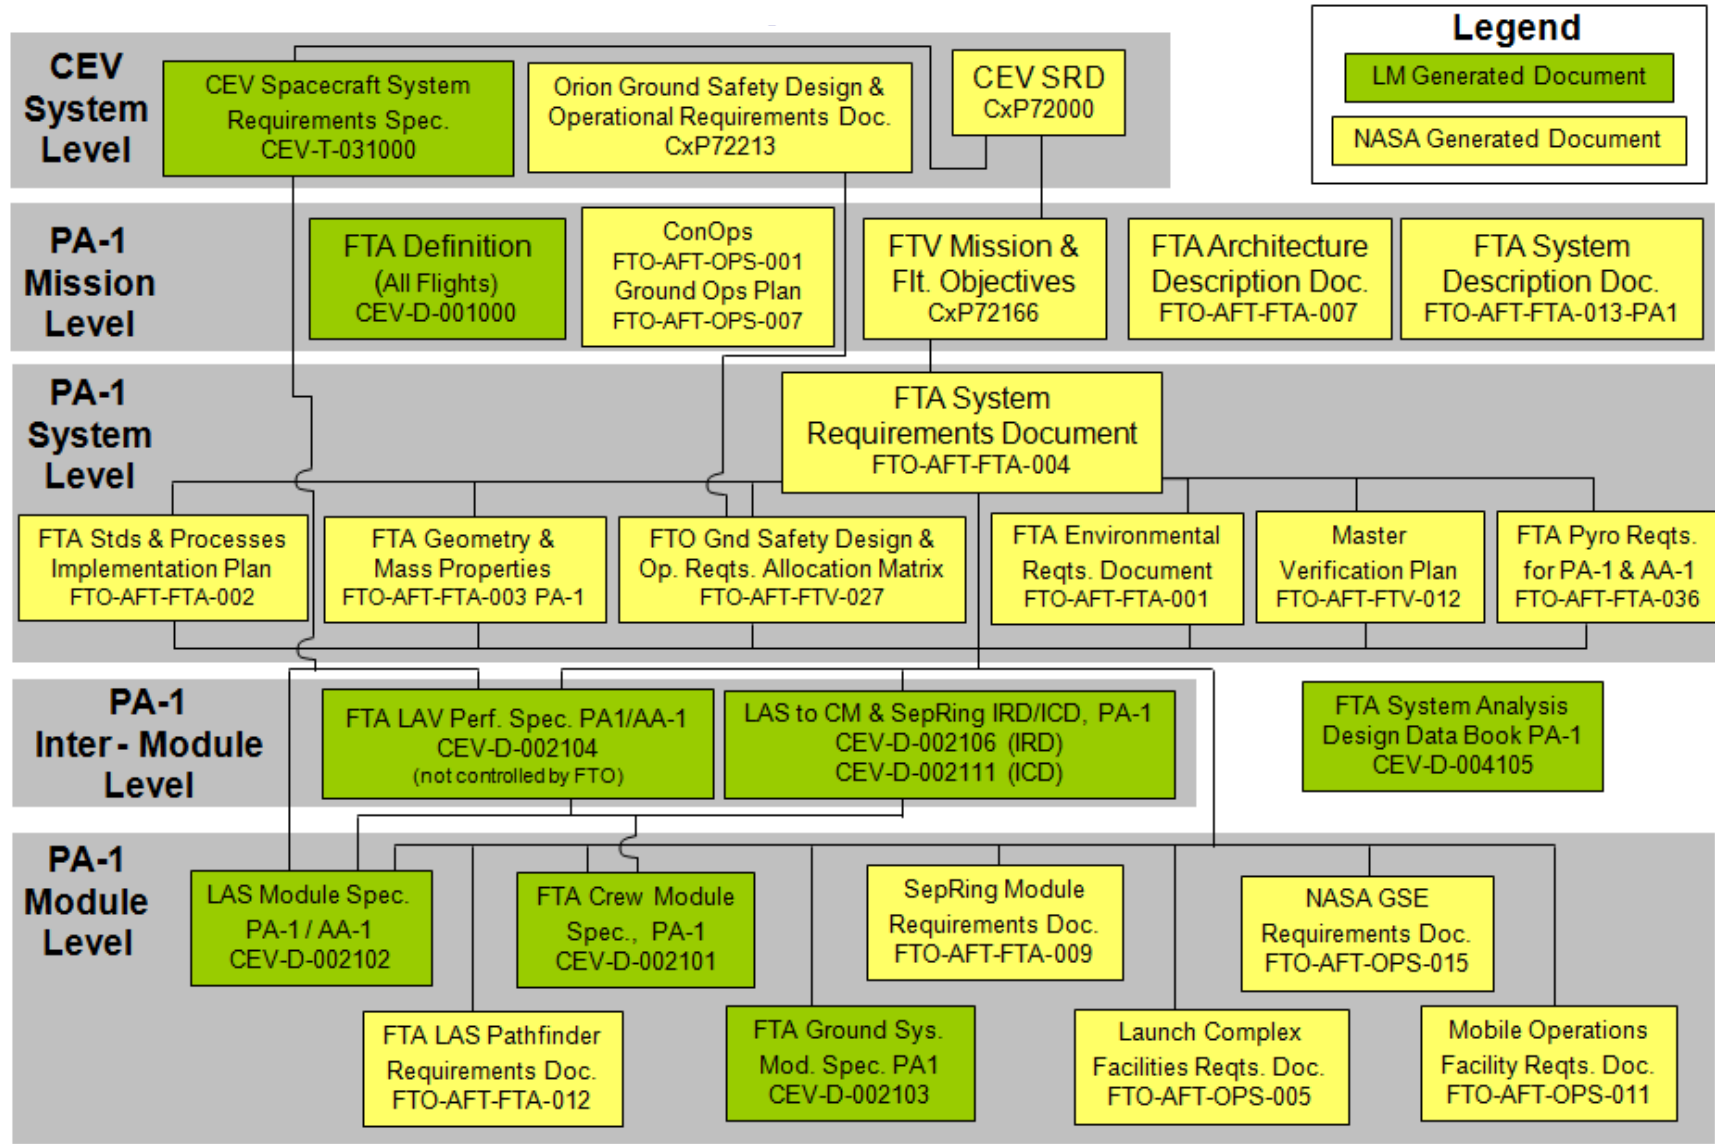 Legend
LM Generated Document
NASA Generated Document
CEV
System
Level
CEV Spacecraft System
Requirements Spec.
CEV-T-031000
Orion Ground Safety Design &
Operational Requirements Doc.
CxP72213
CEV SRD
CxP72000
PA-1
Mission
Level
FTA Definition
(All Flights)
CEV-D-001000
ConOps
FTO-AFT-OPS-001
Ground Ops Plan
FTO-AFT-OPS-007
FTV Mission &
Flt. Objectives
CxP72166
FTA Architecture
Description Doc.
FTO-AFT-FTA-007
FTA System
Description Doc.
FTO-AFT-FTA-013-PA1
PA-1
System
Level
FTA System
Requirements Document
FTO-AFT-FTA-004
FTA Stds & Processes
Implementation Plan
FTO-AFT-FTA-002
FTA Geometry &
Mass Properties
FTO-AFT-FTA-003 PA-1
FTO Gnd Safety Design &
Op. Reqts. Allocation Matrix
FTO-AFT-FTV-027
FTA Environmental
Reqts. Document
FTO-AFT-FTA-001
Master
Verification Plan
FTO-AFT-FTV-012
FTA Pyro Reqts.
for PA-1 & AA-1
FTO-AFT-FTA-036
PA-1
Inter - Module
Level
FTA LAV Perf. Spec. PA1/AA-1
CEV-D-002104
(not controlled by FTO)
LAS to CM & SepRing IRD/ICD, PA-1
CEV-D-002106 (IRD)
CEV-D-002111 (ICD)
FTA System Analysis
Design Data Book PA-1
CEV-D-004105
PA-1
Module
Level
LAS Module Spec.
PA-1 / AA-1
CEV-D-002102
FTA Crew Module
Spec., PA-1
CEV-D-002101
SepRing Module
Requirements Doc.
FTO-AFT-FTA-009
NASA GSE
Requirements Doc.
FTO-AFT-OPS-015
FTA LAS Pathfinder
Requirements Doc.
FTO-AFT-FTA-012
FTA Ground Sys.
Mod. Spec. PA1
CEV-D-002103
Launch Complex
Facilities Reqts. Doc.
FTO-AFT-OPS-005
Mobile Operations
Facility Reqts. Doc.
FTO-AFT-OPS-011